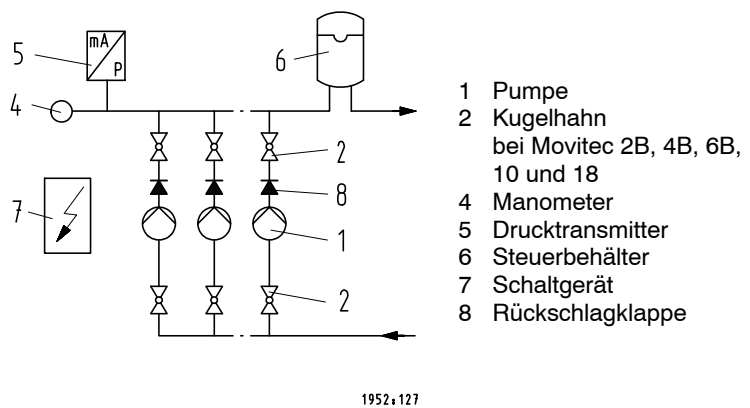 mA
P
5
4
6
7
2
8
1
2
1 Pumpe
2 Kugelhahn
bei Movitec 2B, 4B, 6B,
10 und 18
4 Manometer
5 Drucktransmitter
6 Steuerbehälter
7 Schaltgerät
8 Rückschlagklappe
1952:127